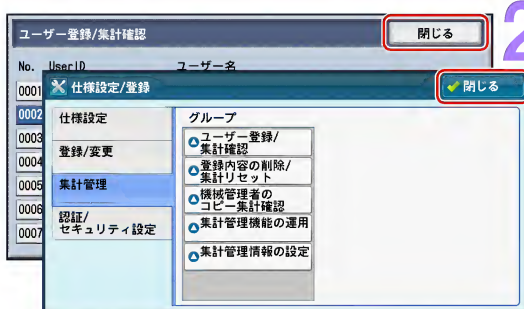 ユーザー登録/集計確認
閉じる
2
No. UserID ユーザー名
0001
0002
0003
0004
0005
0006
0007
仕様設定/登録
閉じる
仕様設定
登録/変更
集計管理
認証/
セキュリティ設定
グループ
ユーザー登録/
集計確認
登録内容の削除/
集計リセット
機械管理者の
コピー集計確認
集計管理機能の運用
集計管理情報の設定